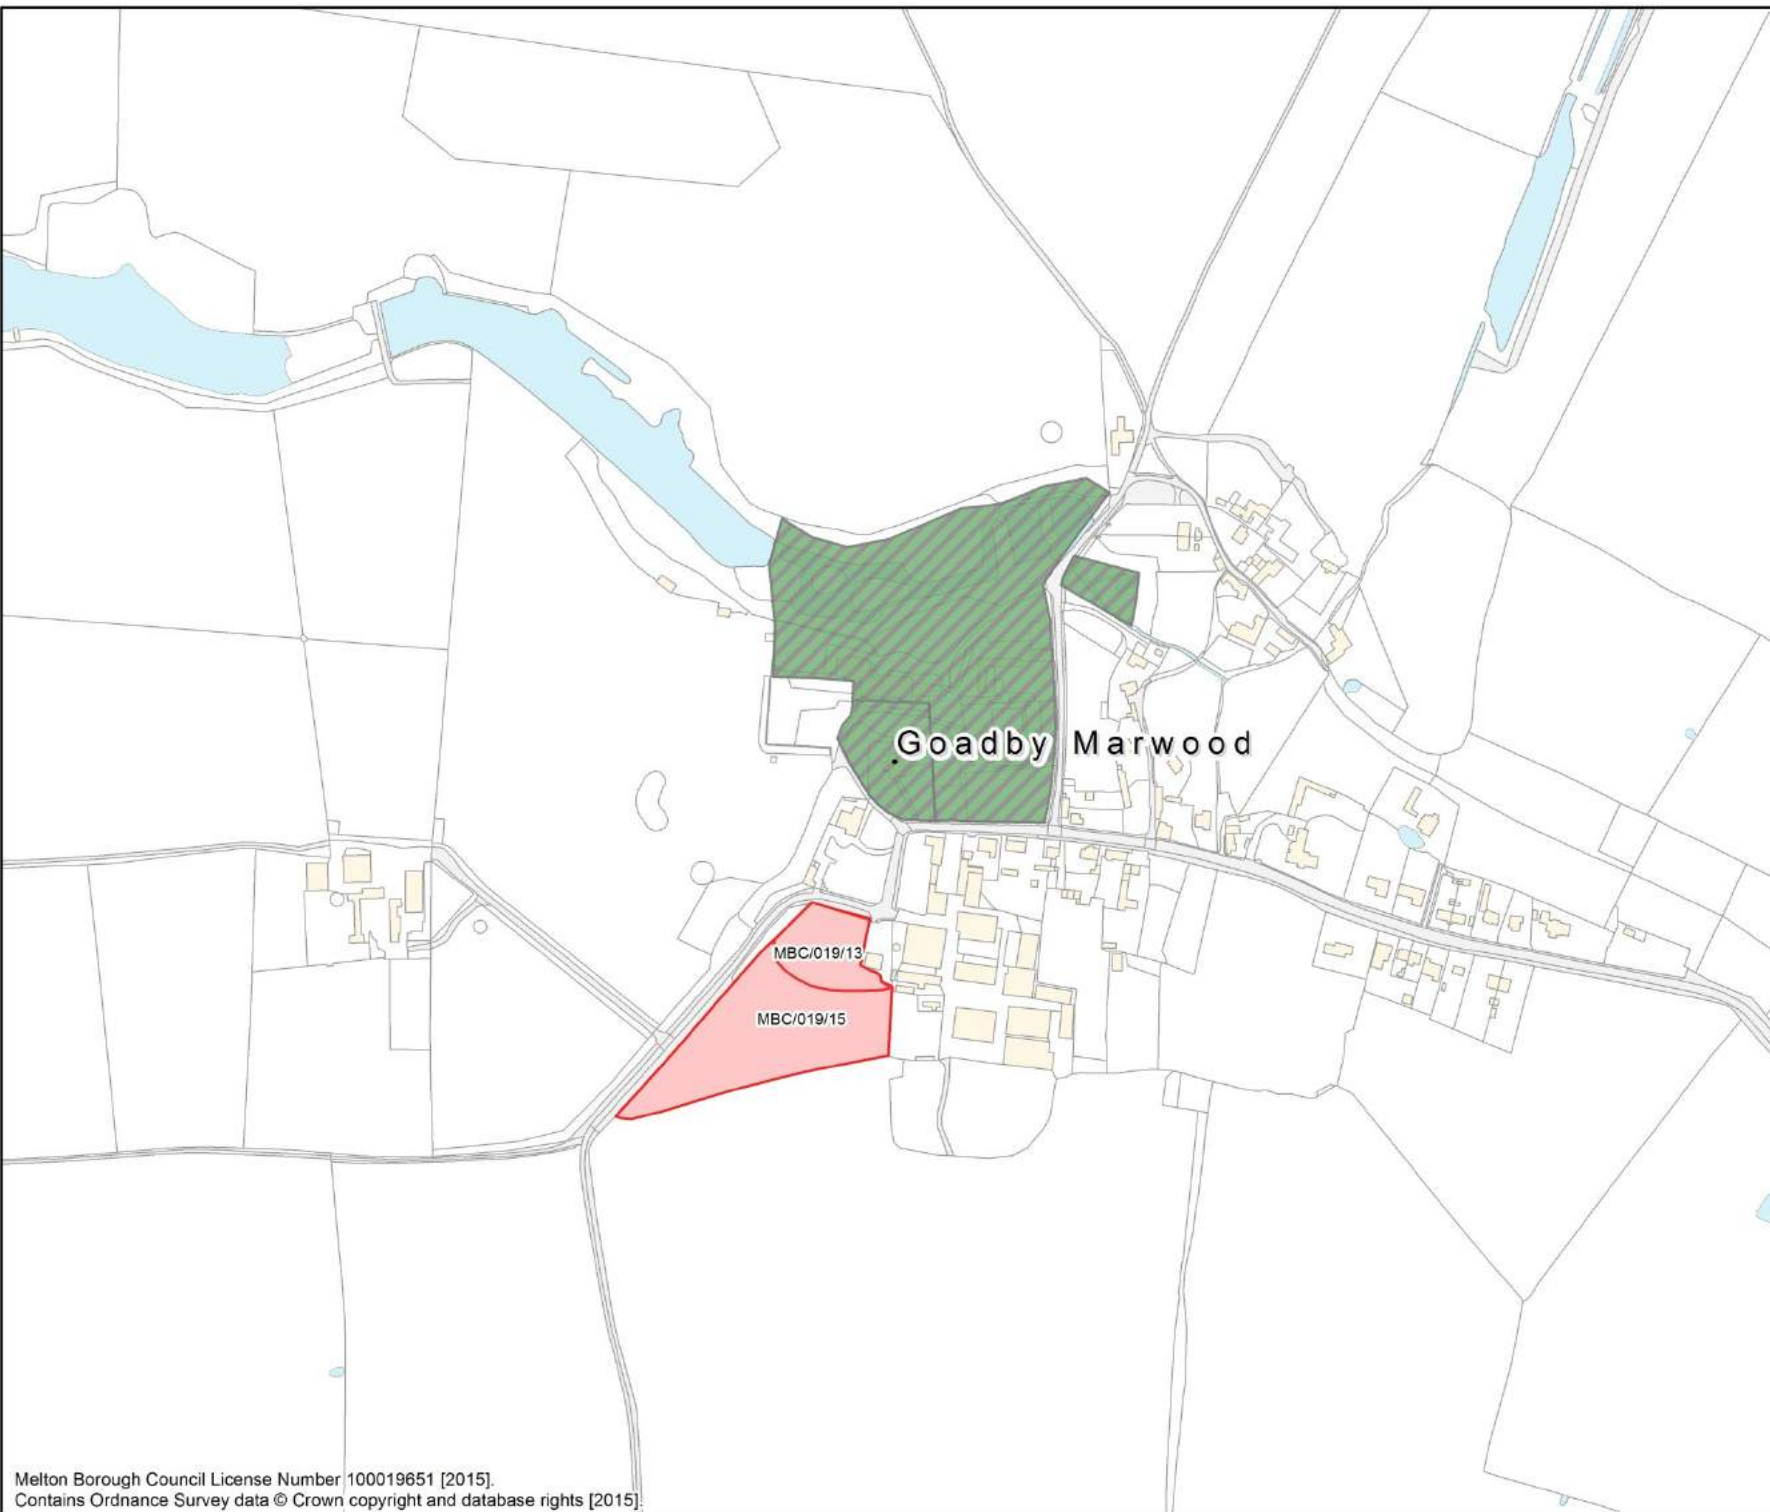 Goadby Marwood
MBC/019/13
MBC/019/15
Melton Borough Council License Number 100019651 [2015].
Contains Ordnance Survey data © Crown copyright and database rights [2015]